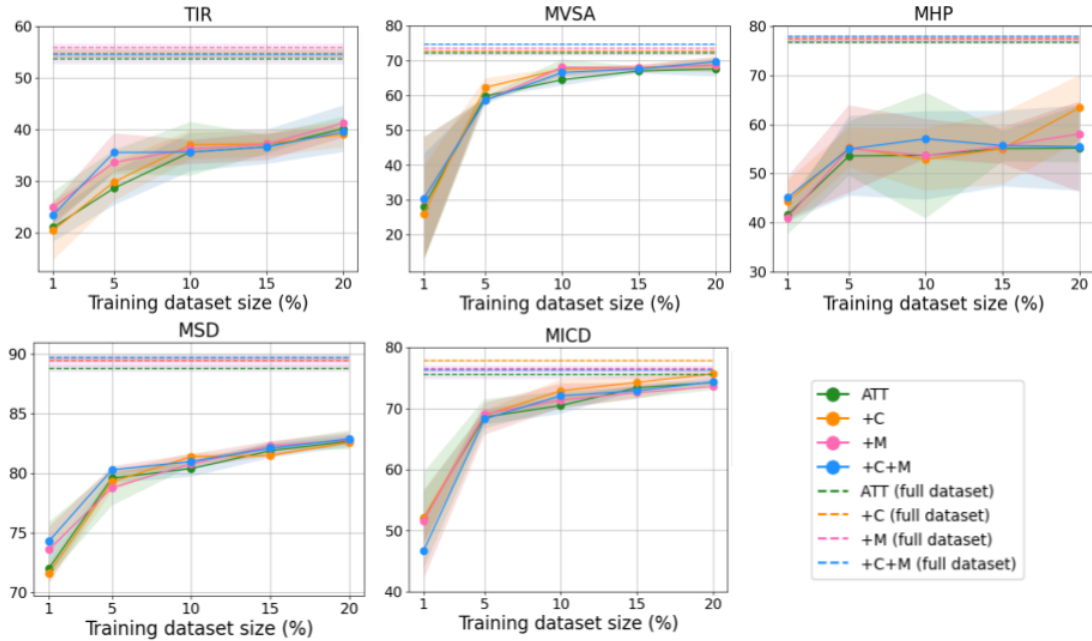 TIR
60
50
40
30
20
1 5 10 15 20
Training dataset size (%)
MVSA
80
70
60
50
40
30
20
1 5 10 15 20
Training dataset size (%)
MHP
80
70
60
50
40
30
1 5 10 15 20
Training dataset size (%)
MSD
90
85
80
75
70
1 5 10 15 20
Training dataset size (%)
MICD
80
70
60
50
40
1 5 10 15 20
Training dataset size (%)
ATT
+C
+M
+C+M
ATT (full dataset)
+C (full dataset)
+M (full dataset)
+C+M (full dataset)